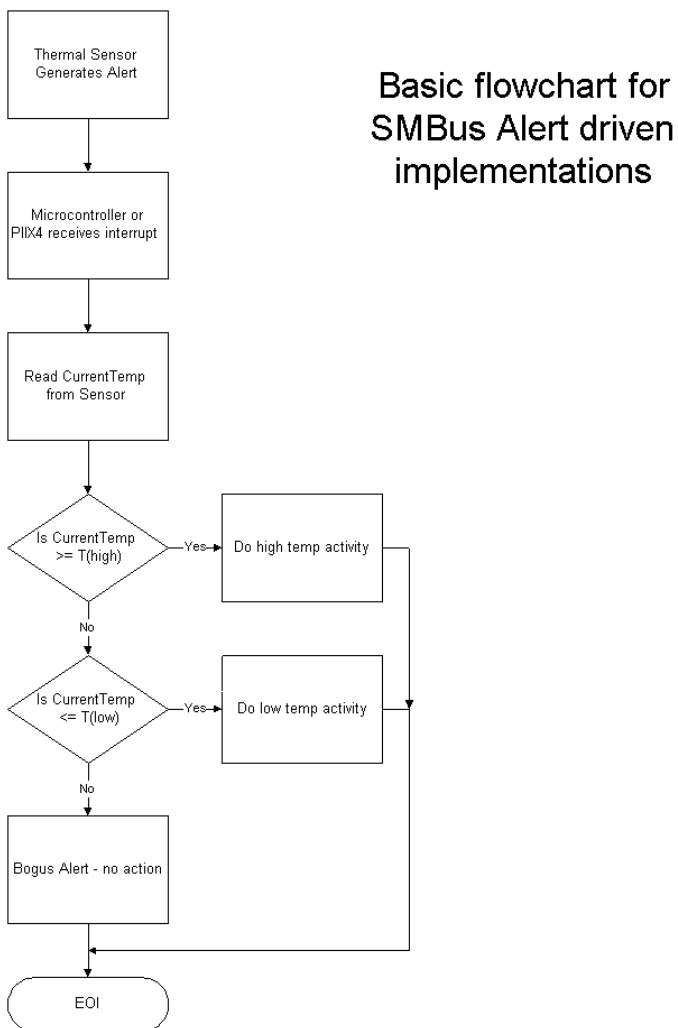 Basic flowchart for
SMBus Alert driven
implementations
Thermal Sensor
Generates Alert
Microcontroller or
PIIX4 receives interrupt
Read CurrentTemp
from Sensor
Is CurrentTemp
>= T(high)
Yes
Do high temp activity
No
Is CurrentTemp
<= T(low)
Yes
Do low temp activity
No
Bogus Alert - no action
EOI